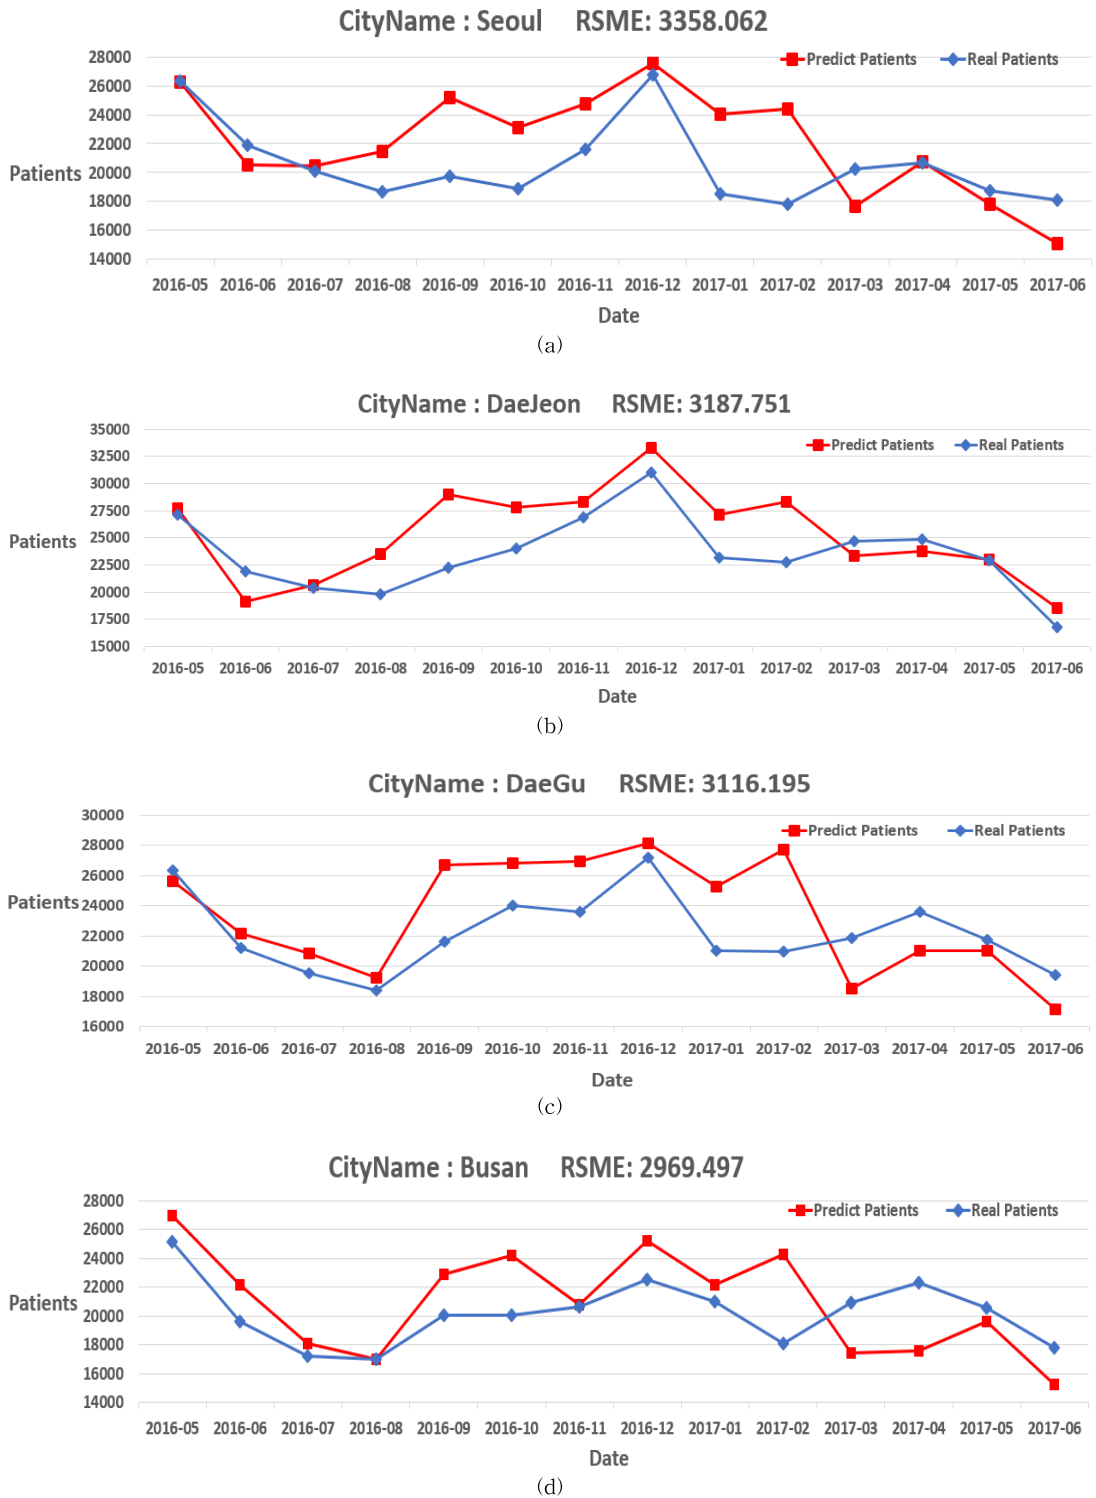 CityName : Seoul RSME: 3358.062
Predict Patients Real Patients
28000
26000
24000
22000
20000
18000
16000
14000
Patients
2016-05 2016-06 2016-07 2016-08 2016-09 2016-10 2016-11 2016-12 2017-01 2017-02 2017-03 2017-04 2017-05 2017-06
Date
(a)
CityName : DaeJeon RSME: 3187.751
Predict Patients Real Patients
35000
32500
30000
27500
25000
22500
20000
17500
15000
Patients
2016-05 2016-06 2016-07 2016-08 2016-09 2016-10 2016-11 2016-12 2017-01 2017-02 2017-03 2017-04 2017-05 2017-06
Date
(b)
CityName : DaeGu RSME: 3116.195
Predict Patients Real Patients
30000
28000
26000
24000
22000
20000
18000
16000
Patients
2016-05 2016-06 2016-07 2016-08 2016-09 2016-10 2016-11 2016-12 2017-01 2017-02 2017-03 2017-04 2017-05 2017-06
Date
(c)
CityName : Busan RSME: 2969.497
Predict Patients Real Patients
28000
26000
24000
22000
20000
18000
16000
14000
Patients
2016-05 2016-06 2016-07 2016-08 2016-09 2016-10 2016-11 2016-12 2017-01 2017-02 2017-03 2017-04 2017-05 2017-06
Date
(d)